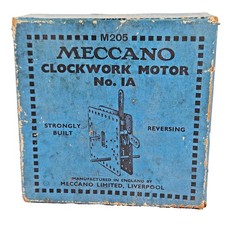 M205
MECCANO
CLOCKWORK MOTOR
No. 1A
STRONGLY BUILT
REVERSING
MANUFACTURED IN ENGLAND BY
MECCANO LIMITED, LIVERPOOL